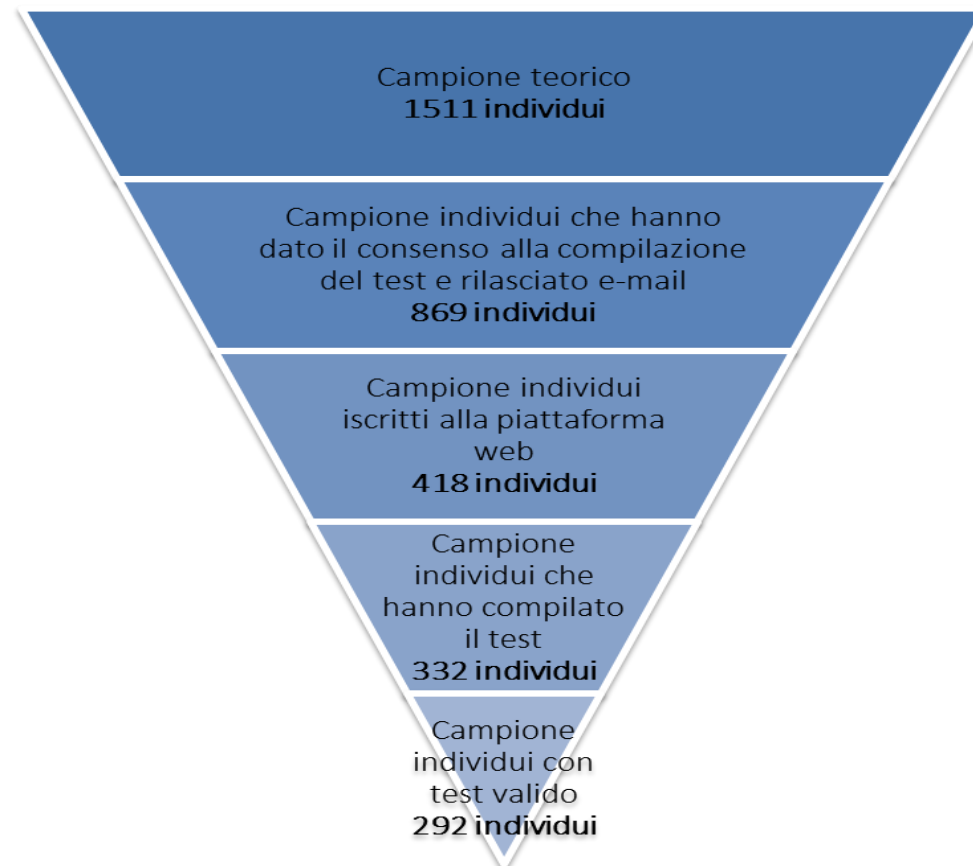 Campione teorico
1511 individui
Campione individui che hanno
dato il consenso alla compilazione
del test e rilasciato e-mail
869 individui
Campione individui
iscritti alla piattaforma
web
418 individui
Campione
individui che
hanno compilato
il test
332 individui
Campione
individui con
test valido
292 individui